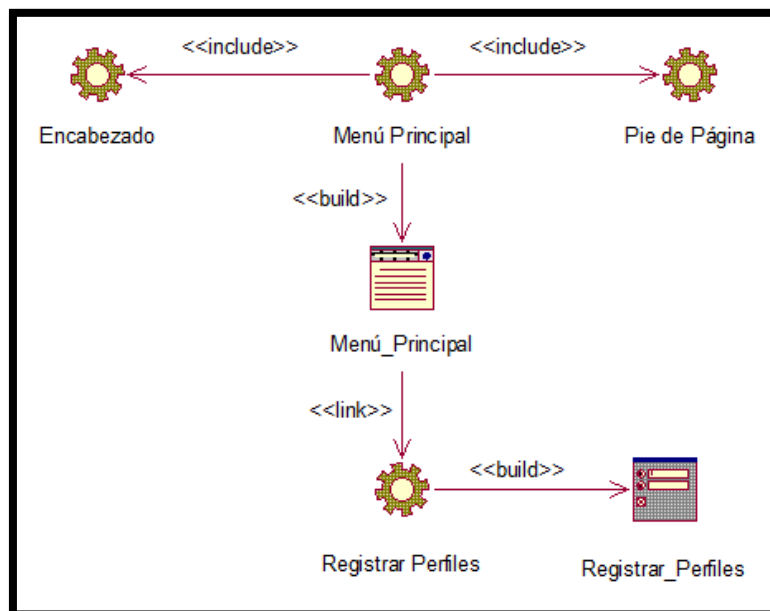 <<include>>
<<include>>
Encabezado
Menú Principal
Pie de Página
<<build>>
Menú_Principal
<<link>>
<<build>>
Registrar Perfiles
Registrar_Perfiles